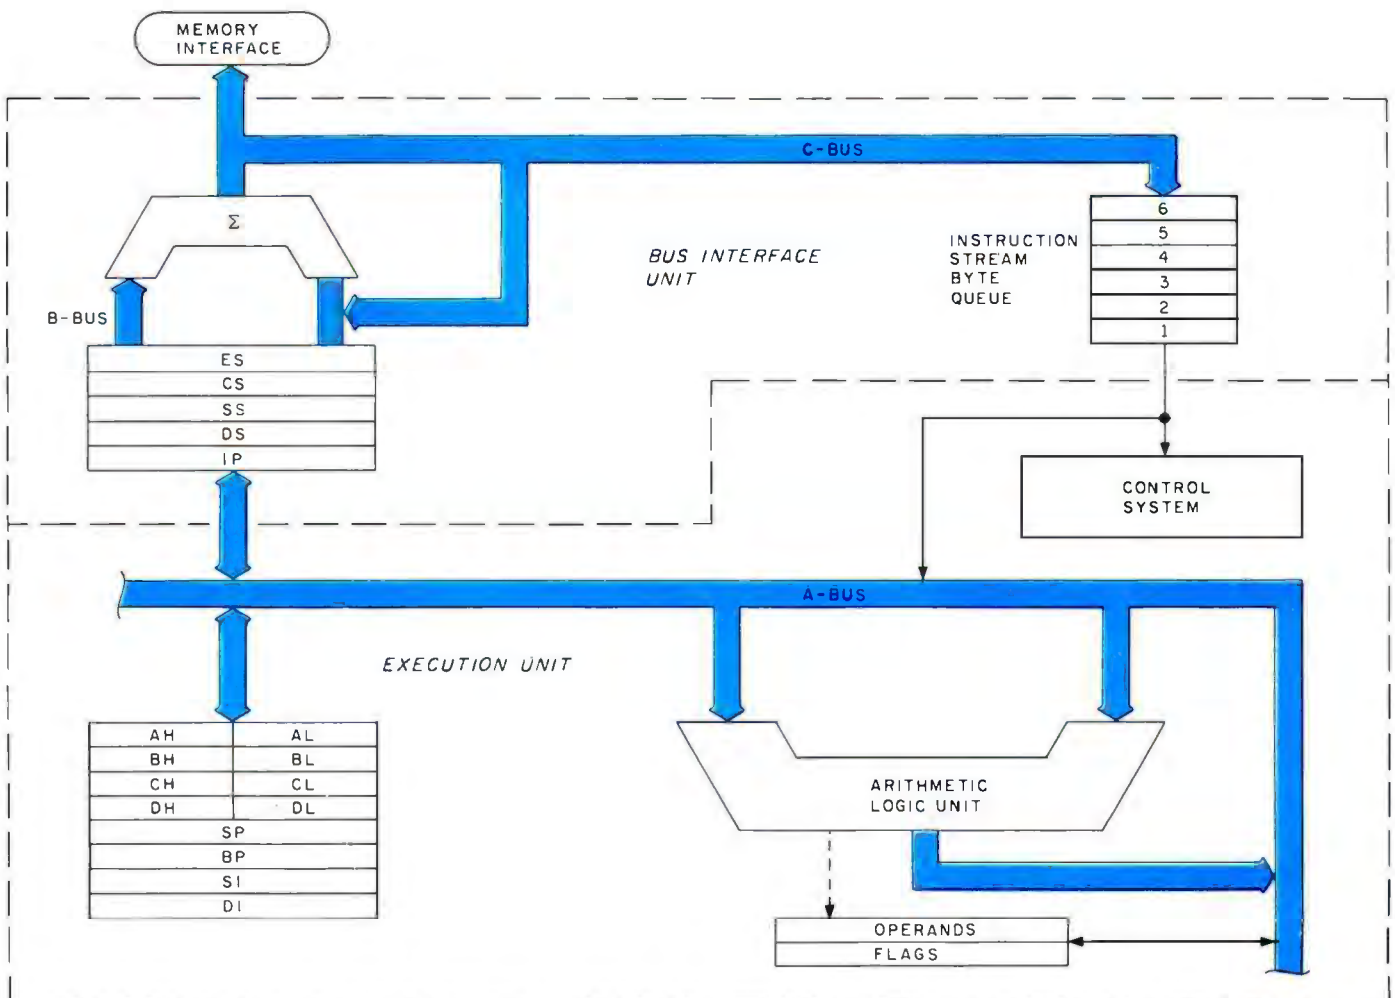 MEMORY
INTERFACE
C-BUS
Σ
6
5
4
3
2
1
INSTRUCTION
STREAM
BYTE
QUEUE
BUS INTERFACE
UNIT
B-BUS
ES
CS
SS
DS
IP
CONTROL
SYSTEM
A-BUS
EXECUTION UNIT
AH AL
BH BL
CH CL
DH DL
SP
BP
SI
DI
ARITHMETIC
LOGIC UNIT
OPERANDS
FLAGS